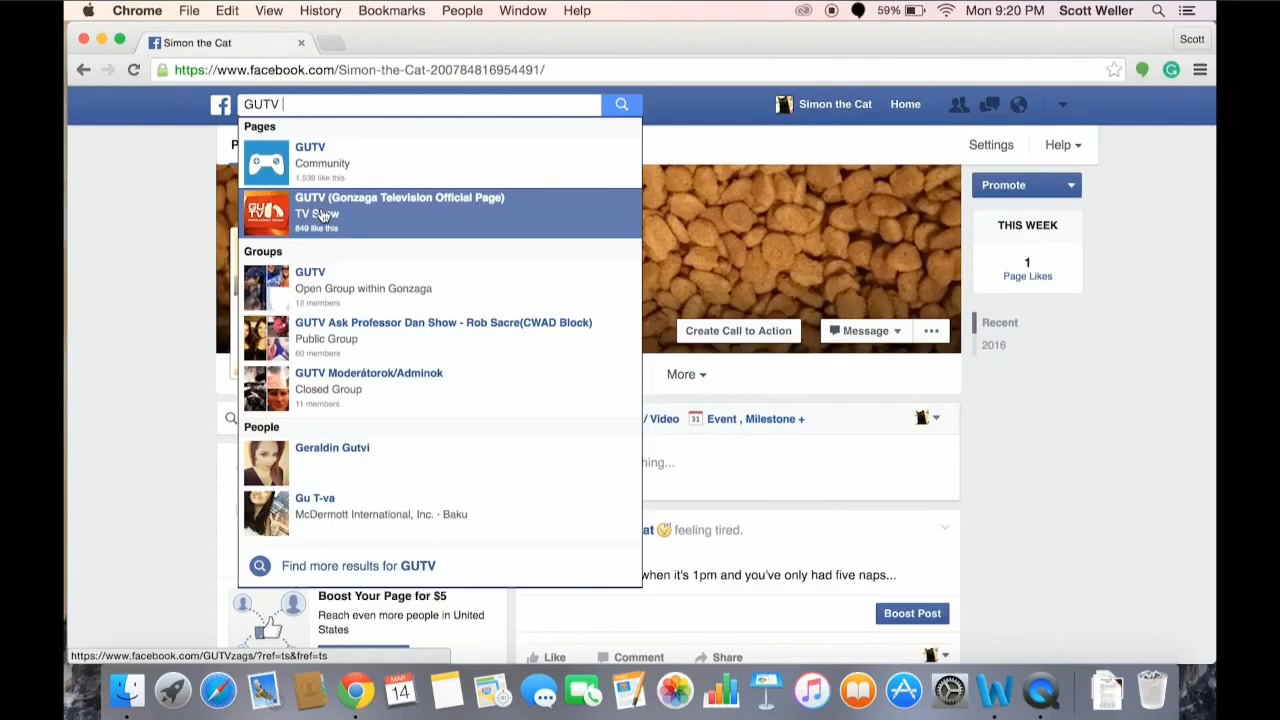 Chrome File Edit View History Bookmarks People Window Help 59% Mon 9:20 PM Scott Weller
Simon the Cat
Scott
https://www.facebook.com/Simon-the-Cat-200784816954491/
GUTV
Simon the Cat Home
Pages
Settings Help
GUTV
Community
1,539 like this
Promote
GUTV (Gonzaga Television Official Page)
TV Show
849 like this
GU
TV
THIS WEEK
1
Page Likes
Groups
GUTV
Open Group within Gonzaga
12 members
GUTV Ask Professor Dan Show - Rob Sacre(CWAD Block)
Public Group
60 members
Create Call to Action Message
Recent
2016
GUTV Moderátorok/Adminok
Closed Group
11 members
More
/ Video 31 Event , Milestone +
People
Geraldin Gutvi
hing...
Gu T-va
McDermott International, Inc. · Baku
at feeling tired.
Find more results for GUTV
when it's 1pm and you've only had five naps...
Boost Your Page for $5
Reach even more people in United
States
Boost Post
Like Comment Share
https://www.facebook.com/GUTVzags/?ref=ts&fref=ts
MAR
14